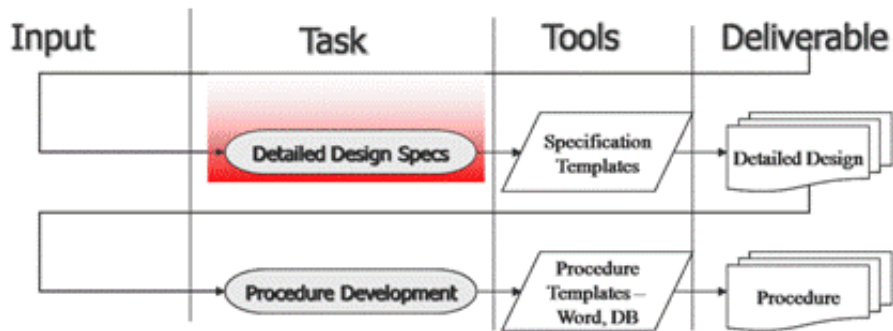 Input
Task
Tools
Deliverable
Detailed Design Specs
Specification
Templates
Detailed Design
Procedure Development
Procedure
Templates –
Word, DB
Procedure